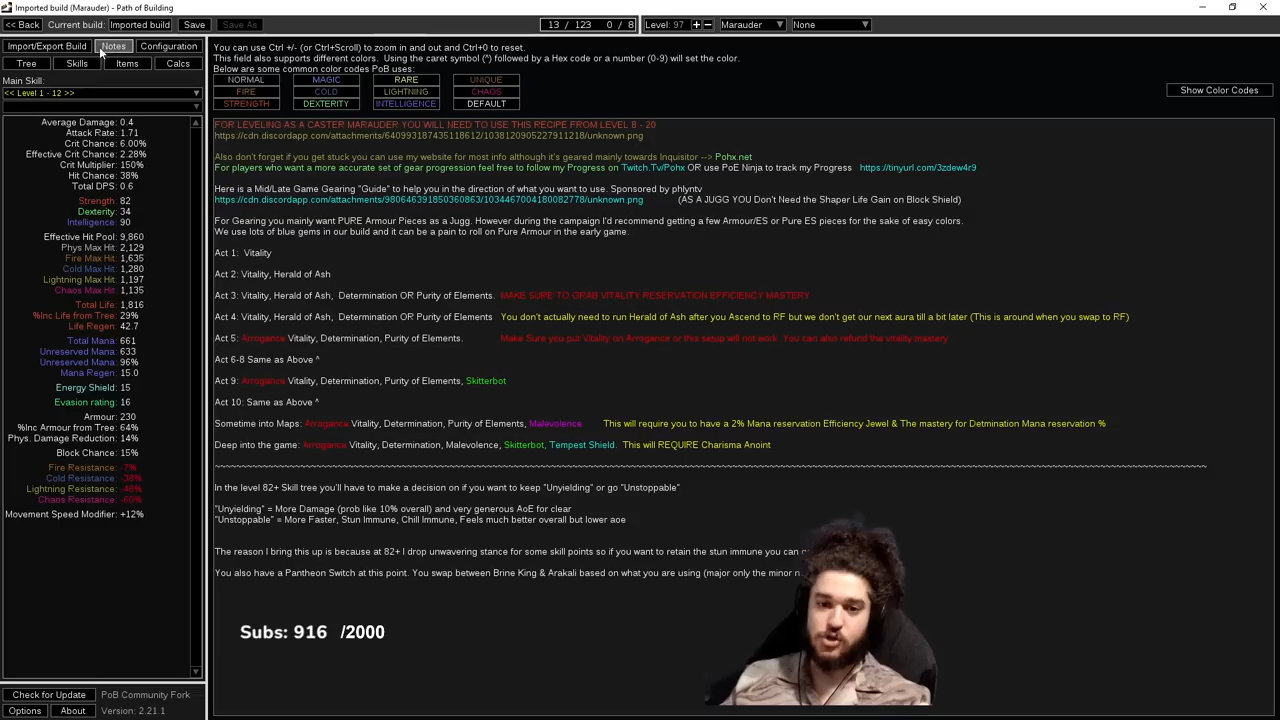 Imported build (Marauder) - Path of Building
<< Back Current build: Imported build Save Save As 13 / 123 0 / 8 Level: 97 + - Marauder None
Import/Export Build Notes Configuration
Tree Skills Items Calcs
Main Skill:
<< Level 1 - 12 >>
Average Damage: 0.4
Attack Rate: 1.71
Crit Chance: 6.00%
Effective Crit Chance: 2.28%
Crit Multiplier: 150%
Hit Chance: 38%
Total DPS: 0.6
Strength: 82
Dexterity: 34
Intelligence: 90
Effective Hit Pool: 9,860
Phys Max Hit: 2,129
Fire Max Hit: 1,635
Cold Max Hit: 1,280
Lightning Max Hit: 1,197
Chaos Max Hit: 1,135
Total Life: 1,816
%Inc Life from Tree: 29%
Life Regen: 42.7
Total Mana: 661
Unreserved Mana: 633
Unreserved Mana: 96%
Mana Regen: 15.0
Energy Shield: 15
Evasion rating: 16
Armour: 230
%Inc Armour from Tree: 64%
Phys. Damage Reduction: 14%
Block Chance: 15%
Fire Resistance: -7%
Cold Resistance: -38%
Lightning Resistance: -48%
Chaos Resistance: -60%
Movement Speed Modifier: +12%
Check for Update PoB Community Fork
Options About Version: 2.21.1
You can use Ctrl +/- (or Ctrl+Scroll) to zoom in and out and Ctrl+0 to reset.
This field also supports different colors. Using the caret symbol (^) followed by a Hex code or a number (0-9) will set the color.
Below are some common color codes PoB uses:
NORMAL MAGIC RARE UNIQUE
FIRE COLD LIGHTNING CHAOS
STRENGTH DEXTERITY INTELLIGENCE DEFAULT
Show Color Codes
FOR LEVELING AS A CASTER MARAUDER YOU WILL NEED TO USE THIS RECIPE FROM LEVEL 8 - 20
https://cdn.discordapp.com/attachments/640993187435118612/1038120905227911218/unknown.png
Also don't forget if you get stuck you can use my website for most info although it's geared mainly towards Inquisitor --> Pohx.net
For players who want a more accurate set of gear progression feel free to follow my Progress on Twitch.Tv/Pohx OR use PoE Ninja to track my Progress https://tinyurl.com/3zdew4r9
Here is a Mid/Late Game Gearing "Guide" to help you in the direction of what you want to use. Sponsored by phlyntv
https://cdn.discordapp.com/attachments/980646391850360863/1034467004180082778/unknown.png (AS A JUGG YOU DON'T Need the Shaper Life Gain on Block Shield)
For Gearing you mainly want PURE Armour Pieces as a Jugg. However during the campaign I'd recommend getting a few Armour/ES or Pure ES pieces for the sake of easy colors.
We use lots of blue gems in our build and it can be a pain to roll on Pure Armour in the early game.
Act 1: Vitality
Act 2: Vitality, Herald of Ash
Act 3: Vitality, Herald of Ash, Determination OR Purity of Elements. MAKE SURE TO GRAB VITALITY RESERVATION EFFICIENCY MASTERY
Act 4: Vitality, Herald of Ash, Determination OR Purity of Elements You don't actually need to run Herald of Ash after you Ascend to RF but we don't get our next aura till a bit later (This is around when you swap to RF)
Act 5: Arrogance Vitality, Determination, Purity of Elements. Make Sure you put Vitality on Arrogance or this setup will not work. You can also refund the vitality mastery
Act 6-8 Same as Above ^
Act 9: Arrogance Vitality, Determination, Purity of Elements, Skitterbot
Act 10: Same as Above ^
Sometime into Maps: Arrogance Vitality, Determination, Purity of Elements, Malevolence This will require you to have a 2% Mana reservation Efficiency Jewel & The mastery for Detmination Mana reservation %
Deep into the game: Arrogance Vitality, Determination, Malevolence, Skitterbot, Tempest Shield. This will REQUIRE Charisma Anoint
In the level 82+ Skill tree you'll have to make a decision on if you want to keep "Unyielding" or go "Unstoppable"
"Unyielding" = More Damage (prob like 10% overall) and very generous AoE for clear
"Unstoppable" = More Faster, Stun Immune, Chill Immune, Feels much better overall but lower aoe
The reason I bring this up is because at 82+ I drop unwavering stance for some skill points so if you want to retain the stun immune you can
You also have a Pantheon Switch at this point. You swap between Brine King & Arakali based on what you are using (major only the minor
Subs: 916 /2000